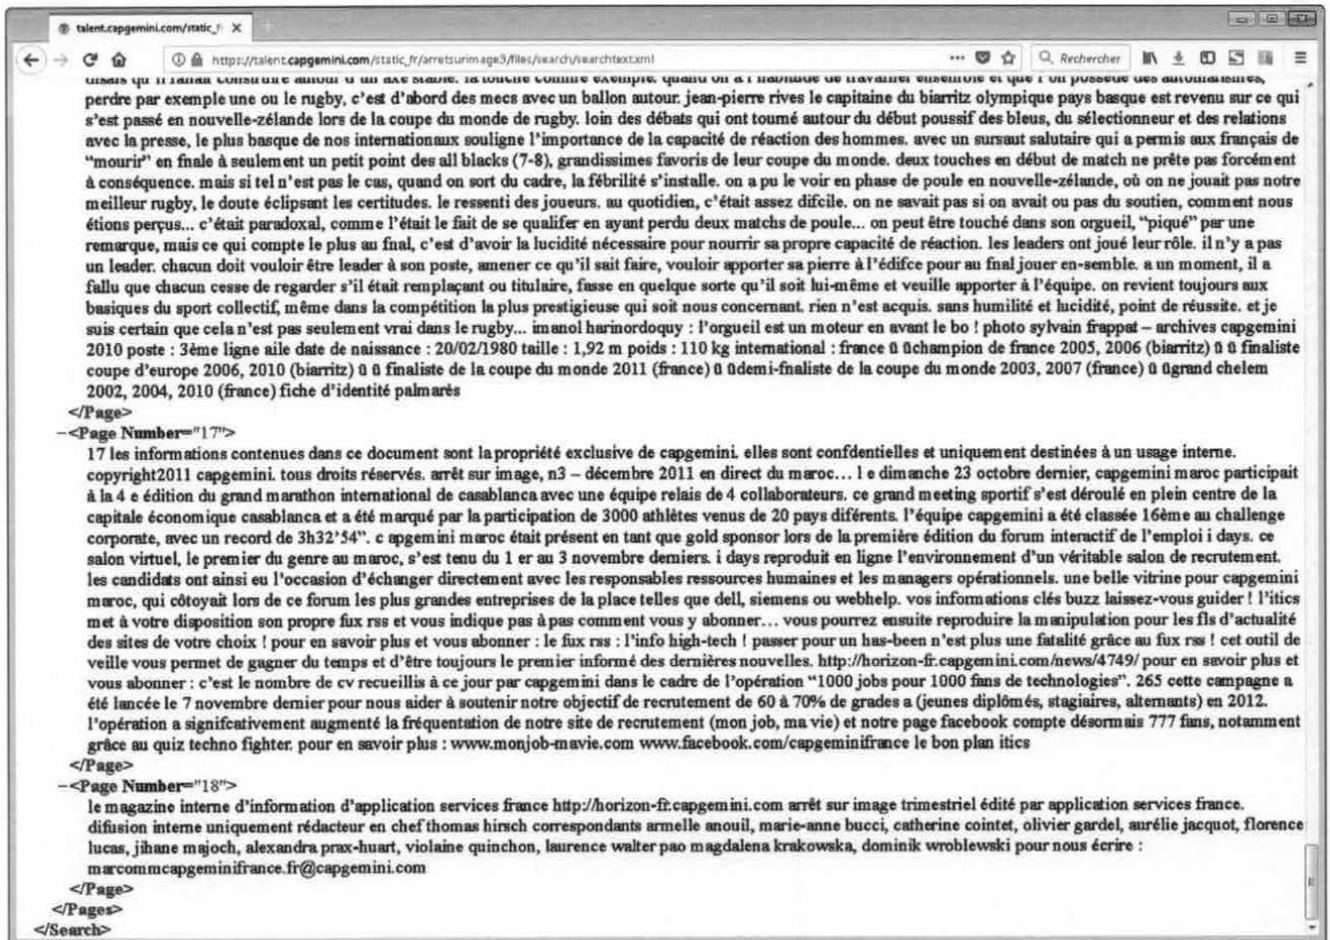 talent.capgemini.com/static_f X
https://talent.capgemini.com/static_fr/arretsurimage3/files/search/searchtext.xml ... Rechercher
disais qu'il fallait construire autour d'un axe stable. la touche comme exemple. quand on a l'habitude de travailler ensemble et que l'on possède des automatismes,
perdre par exemple une ou le rugby, c'est d'abord des mecs avec un ballon autour. jean-pierre rives le capitaine du biarritz olympique pays basque est revenu sur ce qui
s'est passé en nouvelle-zélande lors de la coupe du monde de rugby. loin des débats qui ont tourné autour du début poussif des bleus, du sélectionneur et des relations
avec la presse, le plus basque de nos internationaux souligne l'importance de la capacité de réaction des hommes. avec un sursaut salutaire qui a permis aux français de
“mourir” en fnale à seulement un petit point des all blacks (7-8), grandissimes favoris de leur coupe du monde. deux touches en début de match ne prête pas forcément
à conséquence. mais si tel n'est pas le cas, quand on sort du cadre, la fébrilité s'installe. on a pu le voir en phase de poule en nouvelle-zélande, où on ne jouait pas notre
meilleur rugby, le doute éclipsant les certitudes. le ressenti des joueurs. au quotidien, c'était assez difcile. on ne savait pas si on avait ou pas du soutien, comment nous
étions perçus... c'était paradoxal, comme l'était le fait de se qualifer en ayant perdu deux matchs de poule... on peut être touché dans son orgueil, “piqué” par une
remarque, mais ce qui compte le plus au fnal, c'est d'avoir la lucidité nécessaire pour nourrir sa propre capacité de réaction. les leaders ont joué leur rôle. il n'y a pas
un leader. chacun doit vouloir être leader à son poste, amener ce qu'il sait faire, vouloir apporter sa pierre à l'édifce pour au fnal jouer en-semble. a un moment, il a
fallu que chacun cesse de regarder s'il était remplaçant ou titulaire, fasse en quelque sorte qu'il soit lui-même et veuille apporter à l'équipe. on revient toujours aux
basiques du sport collectif, même dans la compétition la plus prestigieuse qui soit nous concernant. rien n'est acquis. sans humilité et lucidité, point de réussite. et je
suis certain que cela n'est pas seulement vrai dans le rugby... imanol harinordoquy : l'orgueil est un moteur en avant le bo ! photo sylvain frappat – archives capgemini
2010 poste : 3ème ligne aile date de naissance : 20/02/1980 taille : 1,92 m poids : 110 kg international : france champion de france 2005, 2006 (biarritz) finaliste
coupe d'europe 2006, 2010 (biarritz) finaliste de la coupe du monde 2011 (france) demi-fnaliste de la coupe du monde 2003, 2007 (france) grand chelem
2002, 2004, 2010 (france) fiche d'identité palmarès
</Page>
–<Page Number="17">
17 les informations contenues dans ce document sont la propriété exclusive de capgemini. elles sont confdentielles et uniquement destinées à un usage interne.
copyright2011 capgemini. tous droits réservés. arrêt sur image, n3 – décembre 2011 en direct du maroc… l e dimanche 23 octobre dernier, capgemini maroc participait
à la 4 e édition du grand marathon international de casablanca avec une équipe relais de 4 collaborateurs. ce grand meeting sportif s'est déroulé en plein centre de la
capitale économique casablanca et a été marqué par la participation de 3000 athlètes venus de 20 pays diférents. l'équipe capgemini a été classée 16ème au challenge
corporate, avec un record de 3h32'54”. c apgemini maroc était présent en tant que gold sponsor lors de la première édition du forum interactif de l'emploi i days. ce
salon virtuel, le premier du genre au maroc, s'est tenu du 1 er au 3 novembre derniers. i days reproduit en ligne l'environnement d'un véritable salon de recrutement.
les candidats ont ainsi eu l'occasion d'échanger directement avec les responsables ressources humaines et les managers opérationnels. une belle vitrine pour capgemini
maroc, qui côtoyait lors de ce forum les plus grandes entreprises de la place telles que dell, siemens ou webhelp. vos informations clés buzz laissez-vous guider ! l'itics
met à votre disposition son propre fux rss et vous indique pas à pas comment vous y abonner… vous pourrez ensuite reproduire la manipulation pour les fls d'actualité
des sites de votre choix ! pour en savoir plus et vous abonner : le fux rss : l'info high-tech ! passer pour un has-been n'est plus une fatalité grâce au fux rss ! cet outil de
veille vous permet de gagner du temps et d'être toujours le premier informé des dernières nouvelles. http://horizon-fr.capgemini.com/news/4749/ pour en savoir plus et
vous abonner : c'est le nombre de cv recueillis à ce jour par capgemini dans le cadre de l'opération “1000 jobs pour 1000 fans de technologies”. 265 cette campagne a
été lancée le 7 novembre dernier pour nous aider à soutenir notre objectif de recrutement de 60 à 70% de grades a (jeunes diplômés, stagiaires, alternants) en 2012.
l'opération a signifcativement augmenté la fréquentation de notre site de recrutement (mon job, ma vie) et notre page facebook compte désormais 777 fans, notamment
grâce au quiz techno fighter. pour en savoir plus : www.monjob-mavie.com www.facebook.com/capgeminifrance le bon plan itics
</Page>
–<Page Number="18">
le magazine interne d'information d'application services france http://horizon-fr.capgemini.com arrêt sur image trimestriel édité par application services france.
difusion interne uniquement rédacteur en chef thomas hirsch correspondants armelle anouil, marie-anne bucci, catherine cointet, olivier gardel, aurélie jacquot, florence
lucas, jihane majoch, alexandra prax-huart, violaine quinchon, laurence walter pao magdalena krakowska, dominik wroblewski pour nous écrire :
marcommcapgeminifrance.fr@capgemini.com
</Page>
</Pages>
</Search>